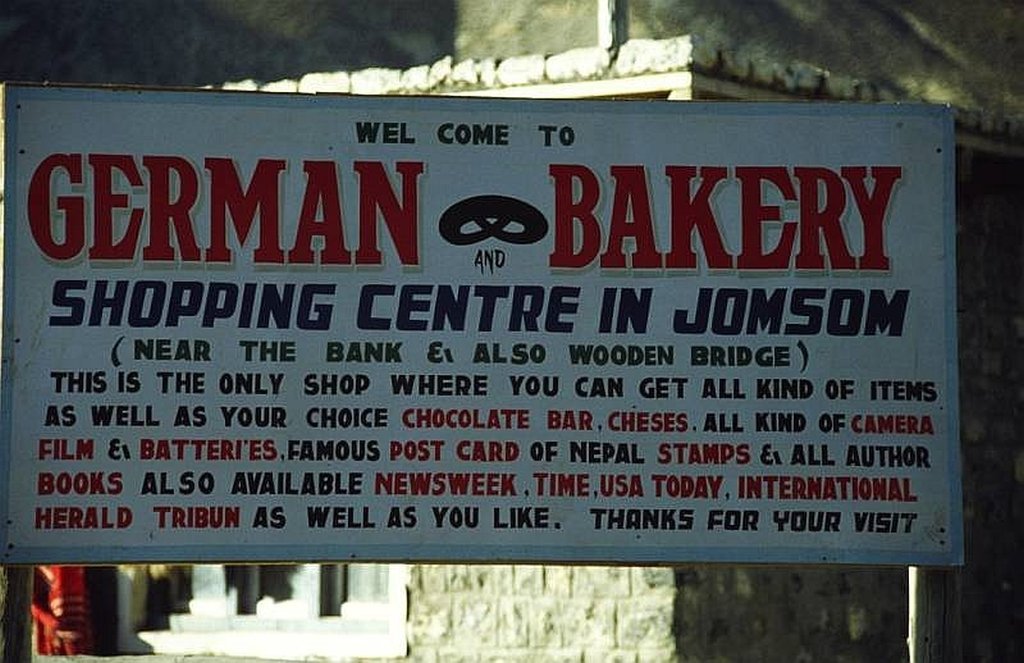 WEL COME TO
GERMAN BAKERY
AND
SHOPPING CENTRE IN JOMSOM
(NEAR THE BANK & ALSO WOODEN BRIDGE)
THIS IS THE ONLY SHOP WHERE YOU CAN GET ALL KIND OF ITEMS
AS WELL AS YOUR CHOICE CHOCOLATE BAR, CHESES. ALL KIND OF CAMERA
FILM & BATTERI'ES, FAMOUS POST CARD OF NEPAL STAMPS & ALL AUTHOR
BOOKS ALSO AVAILABLE NEWSWEEK, TIME, USA TODAY, INTERNATIONAL
HERALD TRIBUN AS WELL AS YOU LIKE. THANKS FOR YOUR VISIT